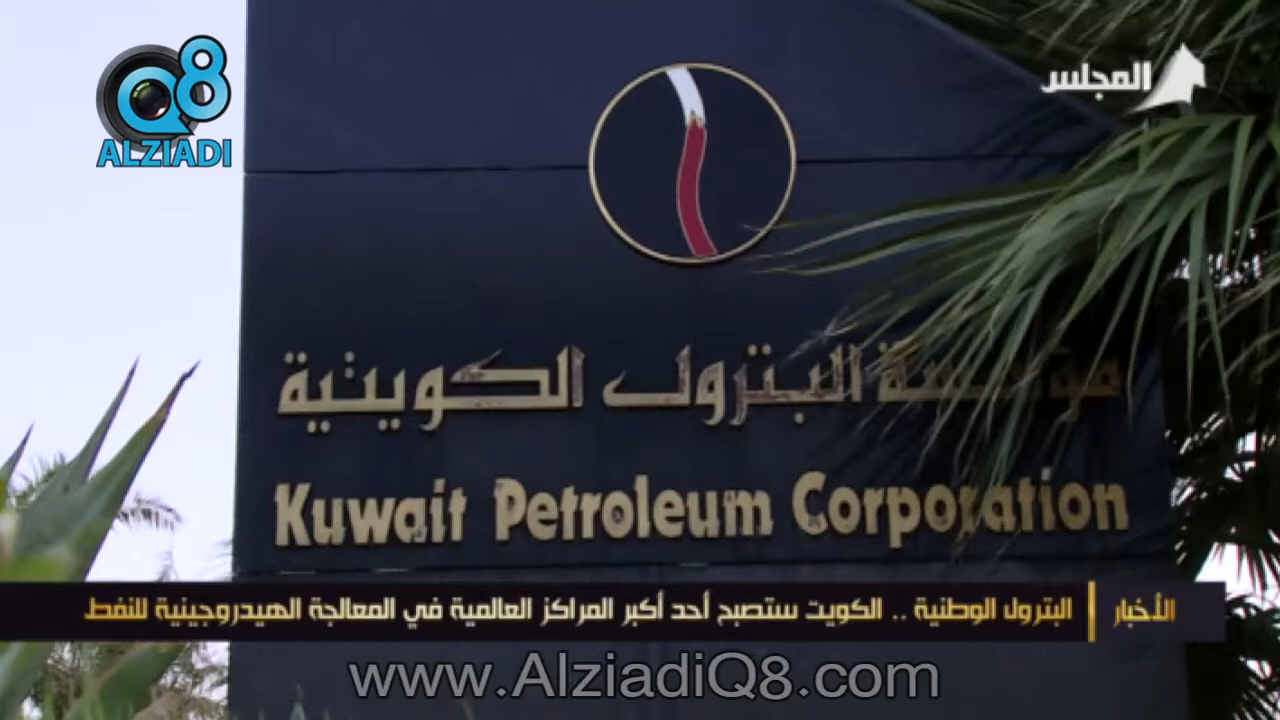 Q8
ALZIADI
المجلس
مؤسسة البترول الكويتية
Kuwait Petroleum Corporation
الأخبار
البترول الوطنية .. الكويت ستصبح أحد أكبر المراكز العالمية في المعالجة الهيدروجينية للنفط
www.AlziadiQ8.com